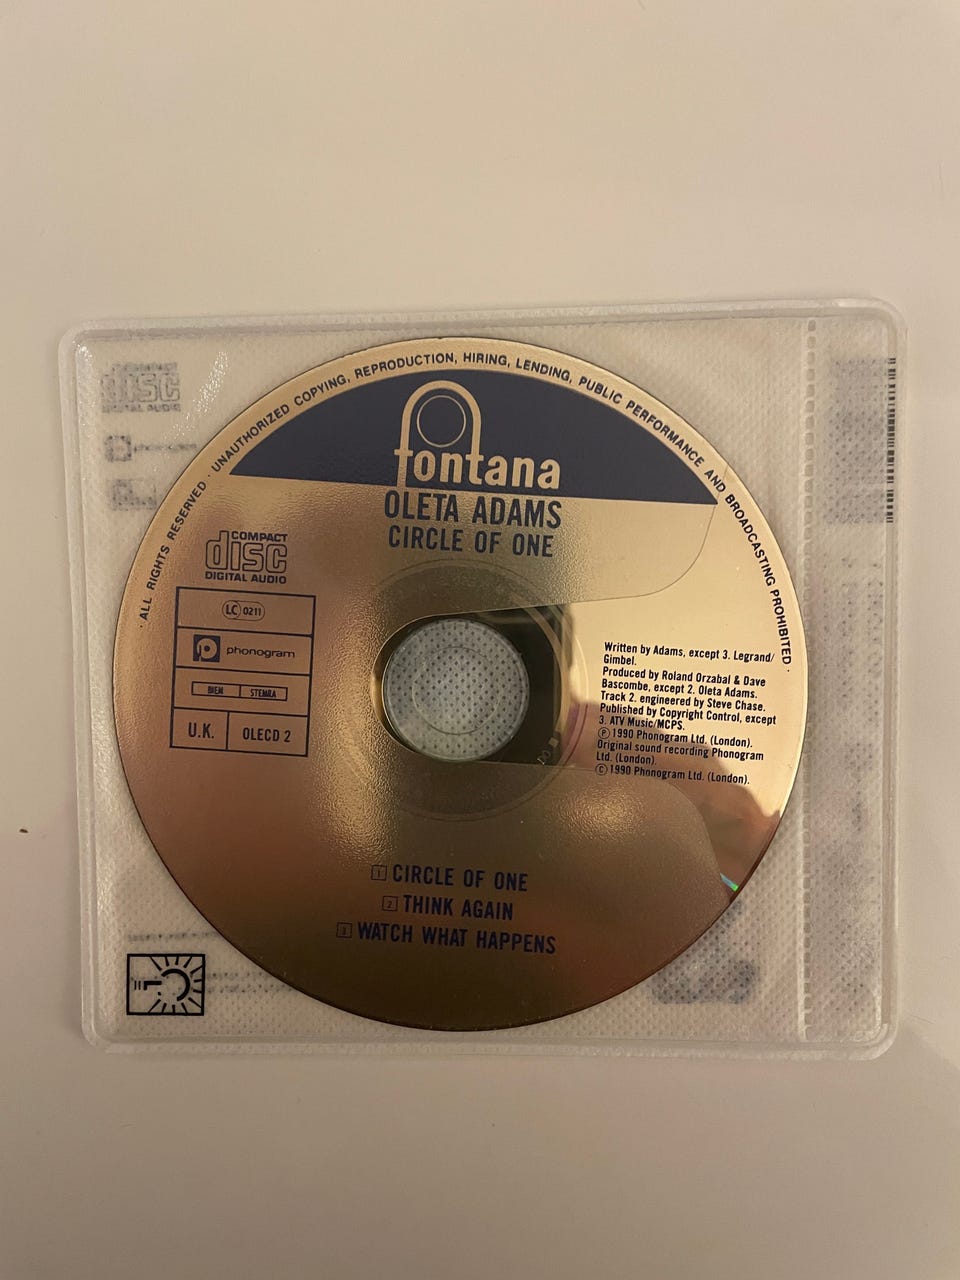 · ALL RIGHTS RESERVED · UNAUTHORIZED COPYING, REPRODUCTION, HIRING, LENDING, PUBLIC PERFORMANCE AND BROADCASTING PROHIBITED ·
fontana
OLETA ADAMS
CIRCLE OF ONE
COMPACT
disc
DIGITAL AUDIO
LC 0211
phonogram
BIEM STEMRA
U.K. OLECD 2
Written by Adams, except 3. Legrand/
Gimbel.
Produced by Roland Orzabal & Dave
Bascombe, except 2. Oleta Adams.
Track 2. engineered by Steve Chase.
Published by Copyright Control, except
3. ATV Music/MCPS.
Ⓟ 1990 Phonogram Ltd. (London).
Original sound recording Phonogram
Ltd. (London).
© 1990 Phonogram Ltd. (London).
1 CIRCLE OF ONE
2 THINK AGAIN
3 WATCH WHAT HAPPENS
disc
DIGITAL AUDIO